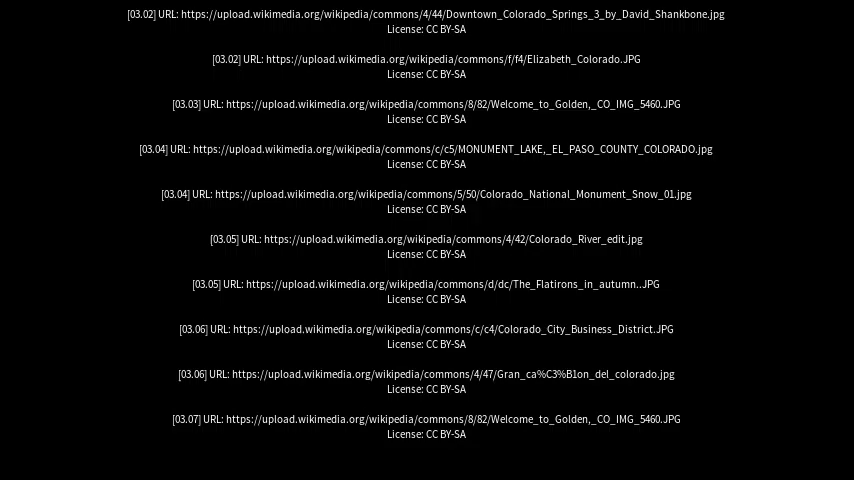 [03.02] URL: https://upload.wikimedia.org/wikipedia/commons/4/44/Downtown_Colorado_Springs_3_by_David_Shankbone.jpg
License: CC BY-SA
[03.02] URL: https://upload.wikimedia.org/wikipedia/commons/f/f4/Elizabeth_Colorado.JPG
License: CC BY-SA
[03.03] URL: https://upload.wikimedia.org/wikipedia/commons/8/82/Welcome_to_Golden,_CO_IMG_5460.JPG
License: CC BY-SA
[03.04] URL: https://upload.wikimedia.org/wikipedia/commons/c/c5/MONUMENT_LAKE,_EL_PASO_COUNTY_COLORADO.jpg
License: CC BY-SA
[03.04] URL: https://upload.wikimedia.org/wikipedia/commons/5/50/Colorado_National_Monument_Snow_01.jpg
License: CC BY-SA
[03.05] URL: https://upload.wikimedia.org/wikipedia/commons/4/42/Colorado_River_edit.jpg
License: CC BY-SA
[03.05] URL: https://upload.wikimedia.org/wikipedia/commons/d/dc/The_Flatirons_in_autumn..JPG
License: CC BY-SA
[03.06] URL: https://upload.wikimedia.org/wikipedia/commons/c/c4/Colorado_City_Business_District.JPG
License: CC BY-SA
[03.06] URL: https://upload.wikimedia.org/wikipedia/commons/4/47/Gran_ca%C3%B1on_del_colorado.jpg
License: CC BY-SA
[03.07] URL: https://upload.wikimedia.org/wikipedia/commons/8/82/Welcome_to_Golden,_CO_IMG_5460.JPG
License: CC BY-SA